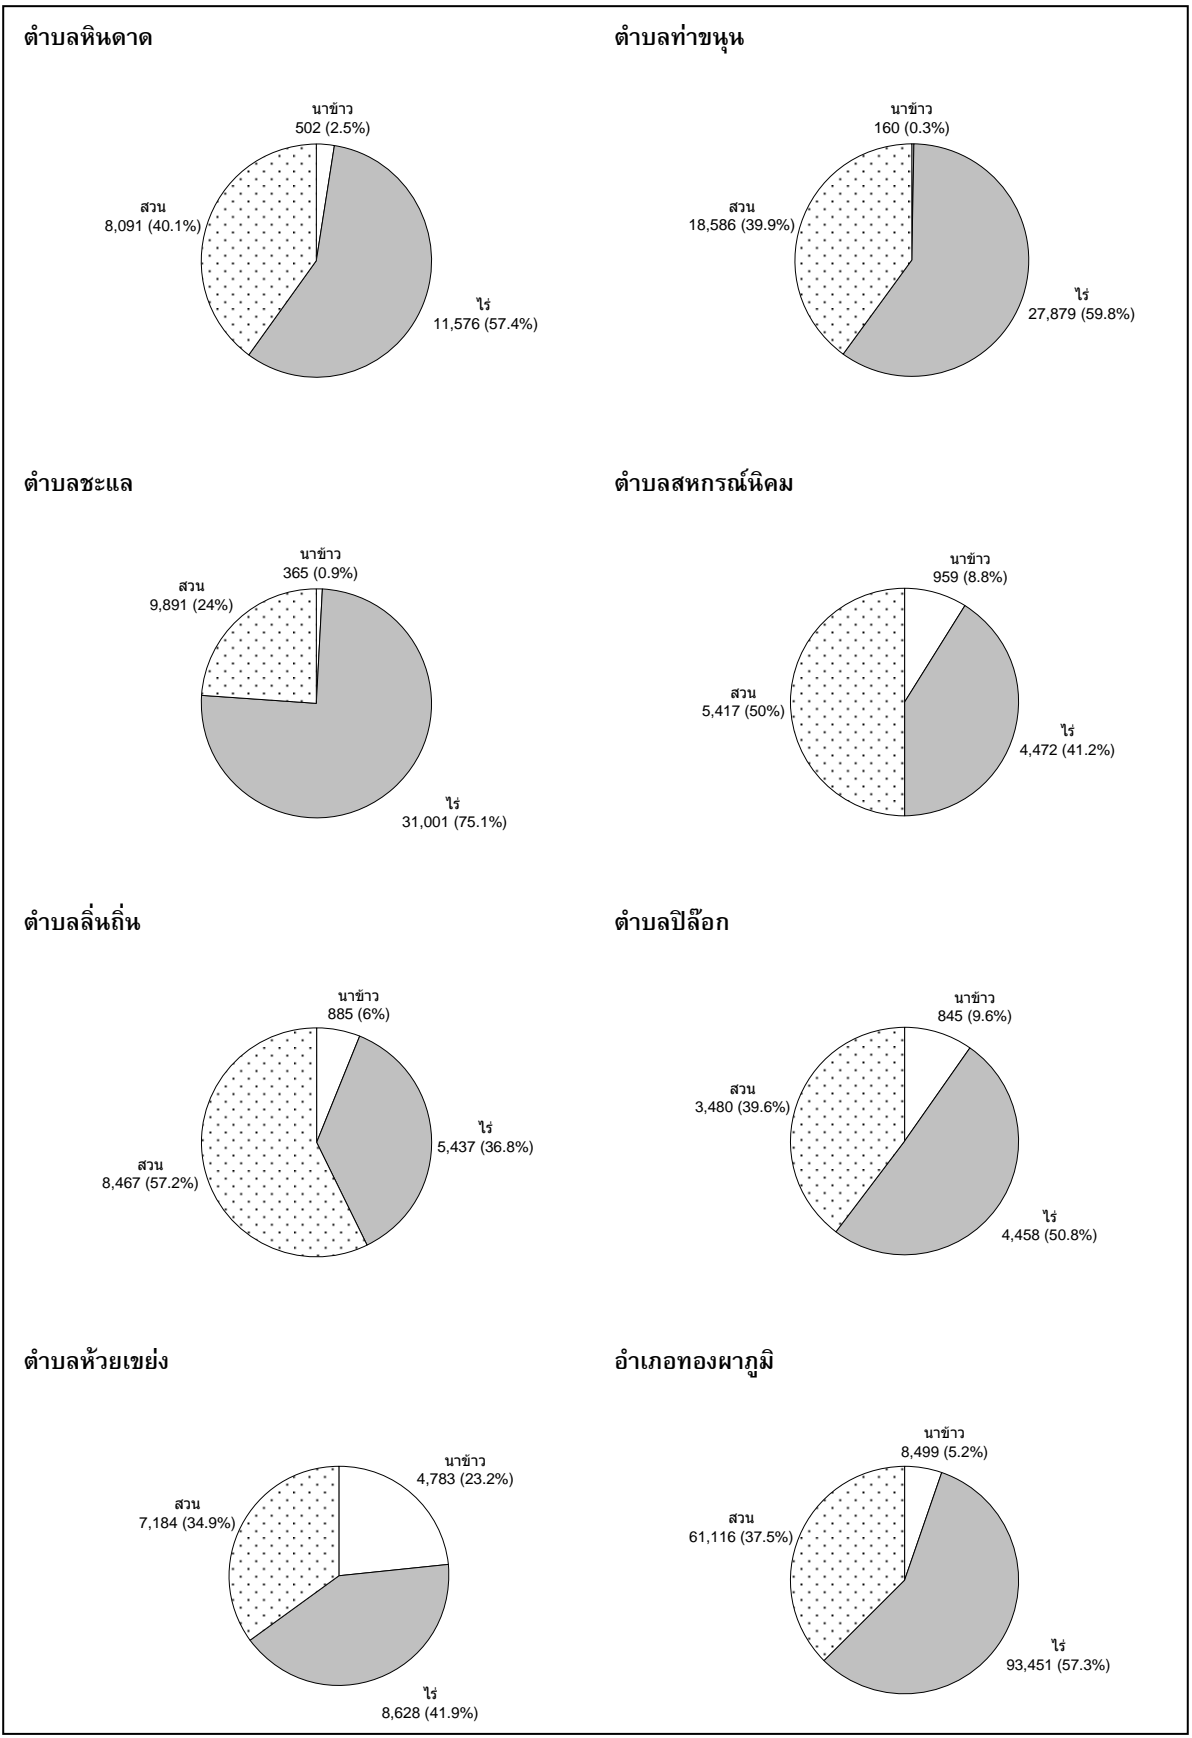 ตำบลหินดาด
นาข้าว
502 (2.5%)
สวน
8,091 (40.1%)
ไร่
11,576 (57.4%)
ตำบลท่าขนุน
นาข้าว
160 (0.3%)
สวน
18,586 (39.9%)
ไร่
27,879 (59.8%)
ตำบลชะแล
นาข้าว
365 (0.9%)
สวน
9,891 (24%)
ไร่
31,001 (75.1%)
ตำบลสหกรณ์นิคม
นาข้าว
959 (8.8%)
สวน
5,417 (50%)
ไร่
4,472 (41.2%)
ตำบลลิ่นถิ่น
นาข้าว
885 (6%)
ไร่
5,437 (36.8%)
สวน
8,467 (57.2%)
ตำบลปิล๊อก
นาข้าว
845 (9.6%)
สวน
3,480 (39.6%)
ไร่
4,458 (50.8%)
ตำบลห้วยเขย่ง
นาข้าว
4,783 (23.2%)
สวน
7,184 (34.9%)
ไร่
8,628 (41.9%)
อำเภอทองผาภูมิ
นาข้าว
8,499 (5.2%)
สวน
61,116 (37.5%)
ไร่
93,451 (57.3%)